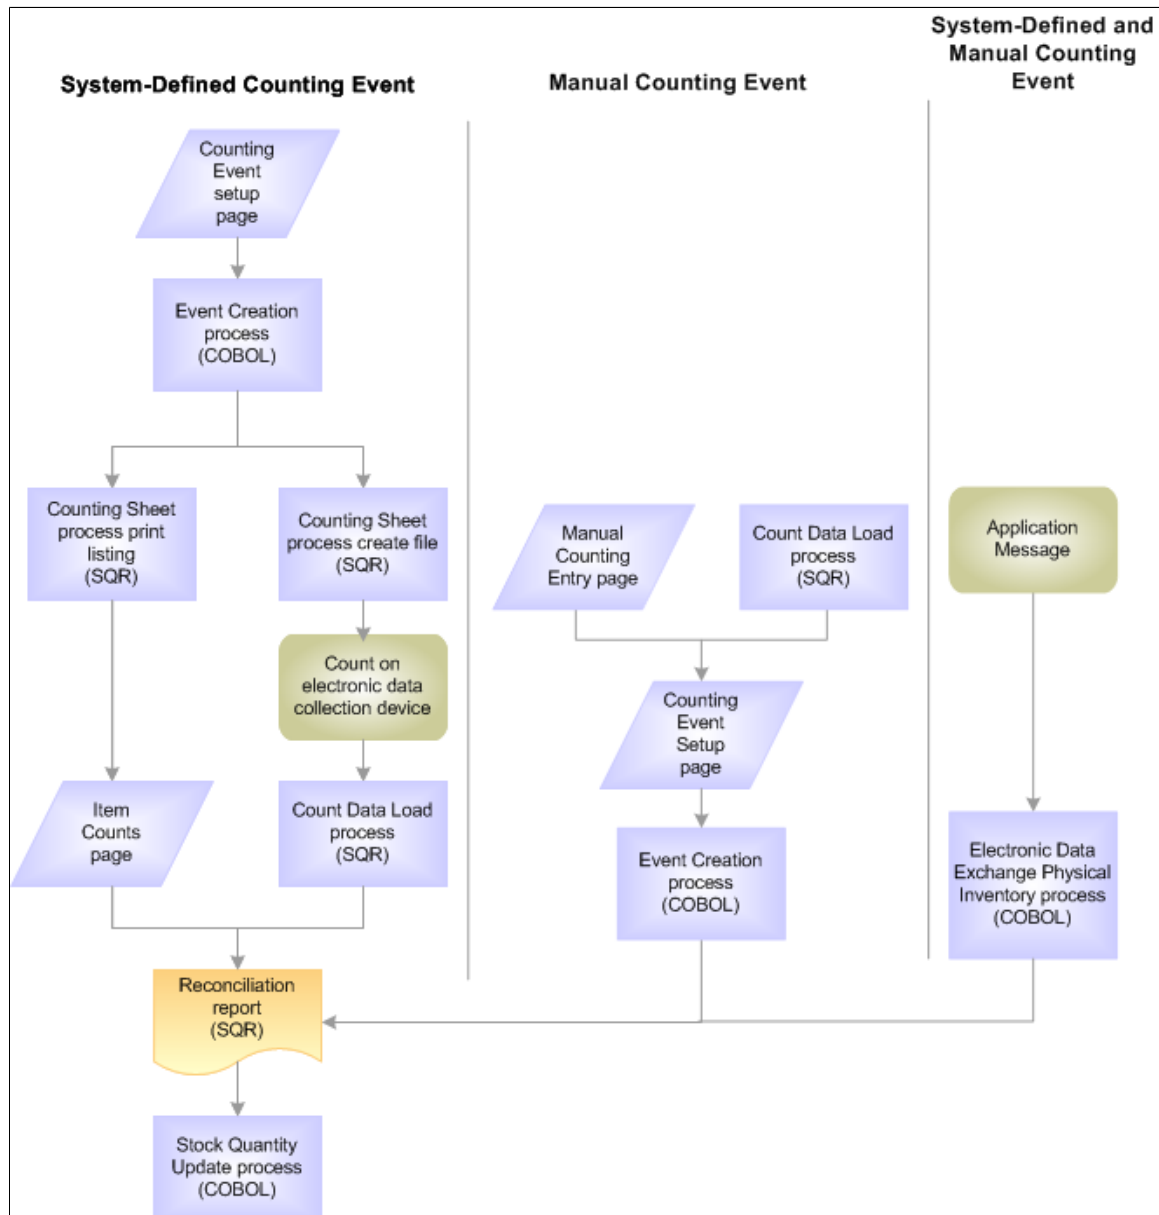 System-Defined Counting Event
Manual Counting Event
System-Defined and
Manual Counting
Event
Counting
Event
setup
page
Event Creation
process
(COBOL)
Counting Sheet
process print
listing
(SQR)
Counting Sheet
process create file
(SQR)
Count on
electronic data
collection device
Item
Counts
page
Count Data Load
process
(SQR)
Reconciliation
report
(SQR)
Stock Quantity
Update process
(COBOL)
Manual
Counting
Entry page
Count Data Load
process
(SQR)
Counting
Event
Setup
page
Event Creation
process
(COBOL)
Application
Message
Electronic Data
Exchange Physical
Inventory process
(COBOL)